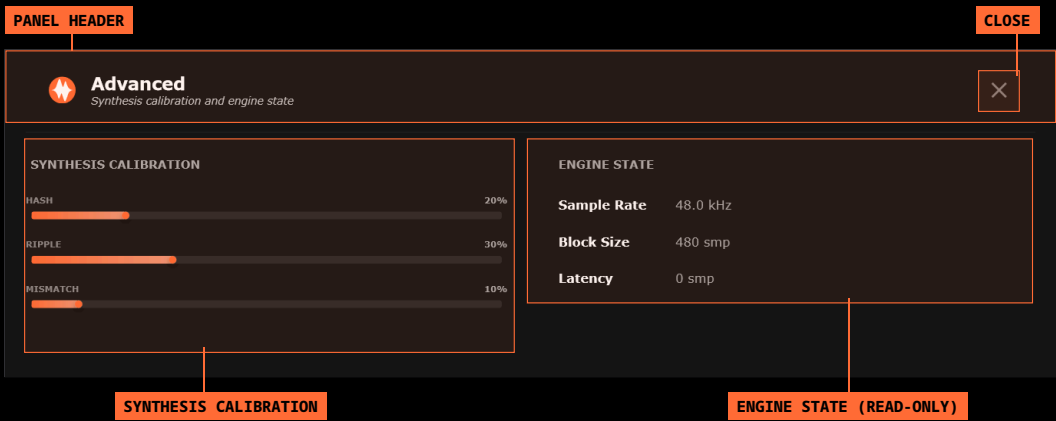 PANEL HEADER
CLOSE
Advanced
Synthesis calibration and engine state
SYNTHESIS CALIBRATION
HASH 20%
RIPPLE 30%
MISMATCH 10%
ENGINE STATE
Sample Rate 48.0 kHz
Block Size 480 smp
Latency 0 smp
SYNTHESIS CALIBRATION
ENGINE STATE (READ-ONLY)